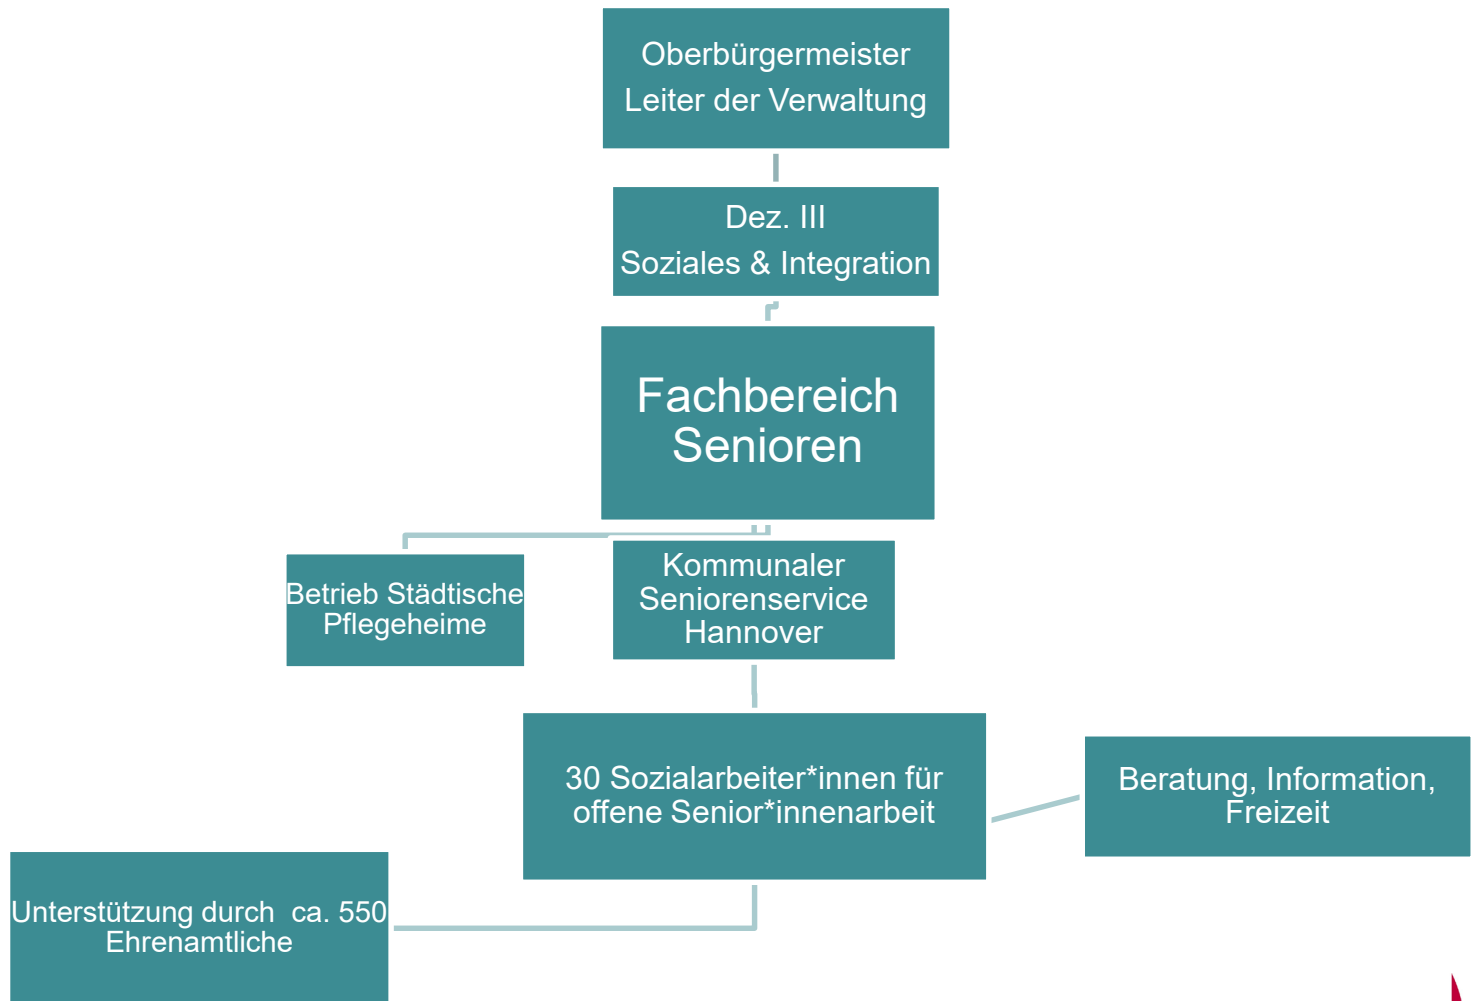 Oberbürgermeister
Leiter der Verwaltung
Dez. III
Soziales & Integration
Fachbereich
Senioren
Betrieb Städtische
Pflegeheime
Kommunaler
Seniorenservice
Hannover
30 Sozialarbeiter*innen für
offene Senior*innenarbeit
Beratung, Information,
Freizeit
Unterstützung durch ca. 550
Ehrenamtliche